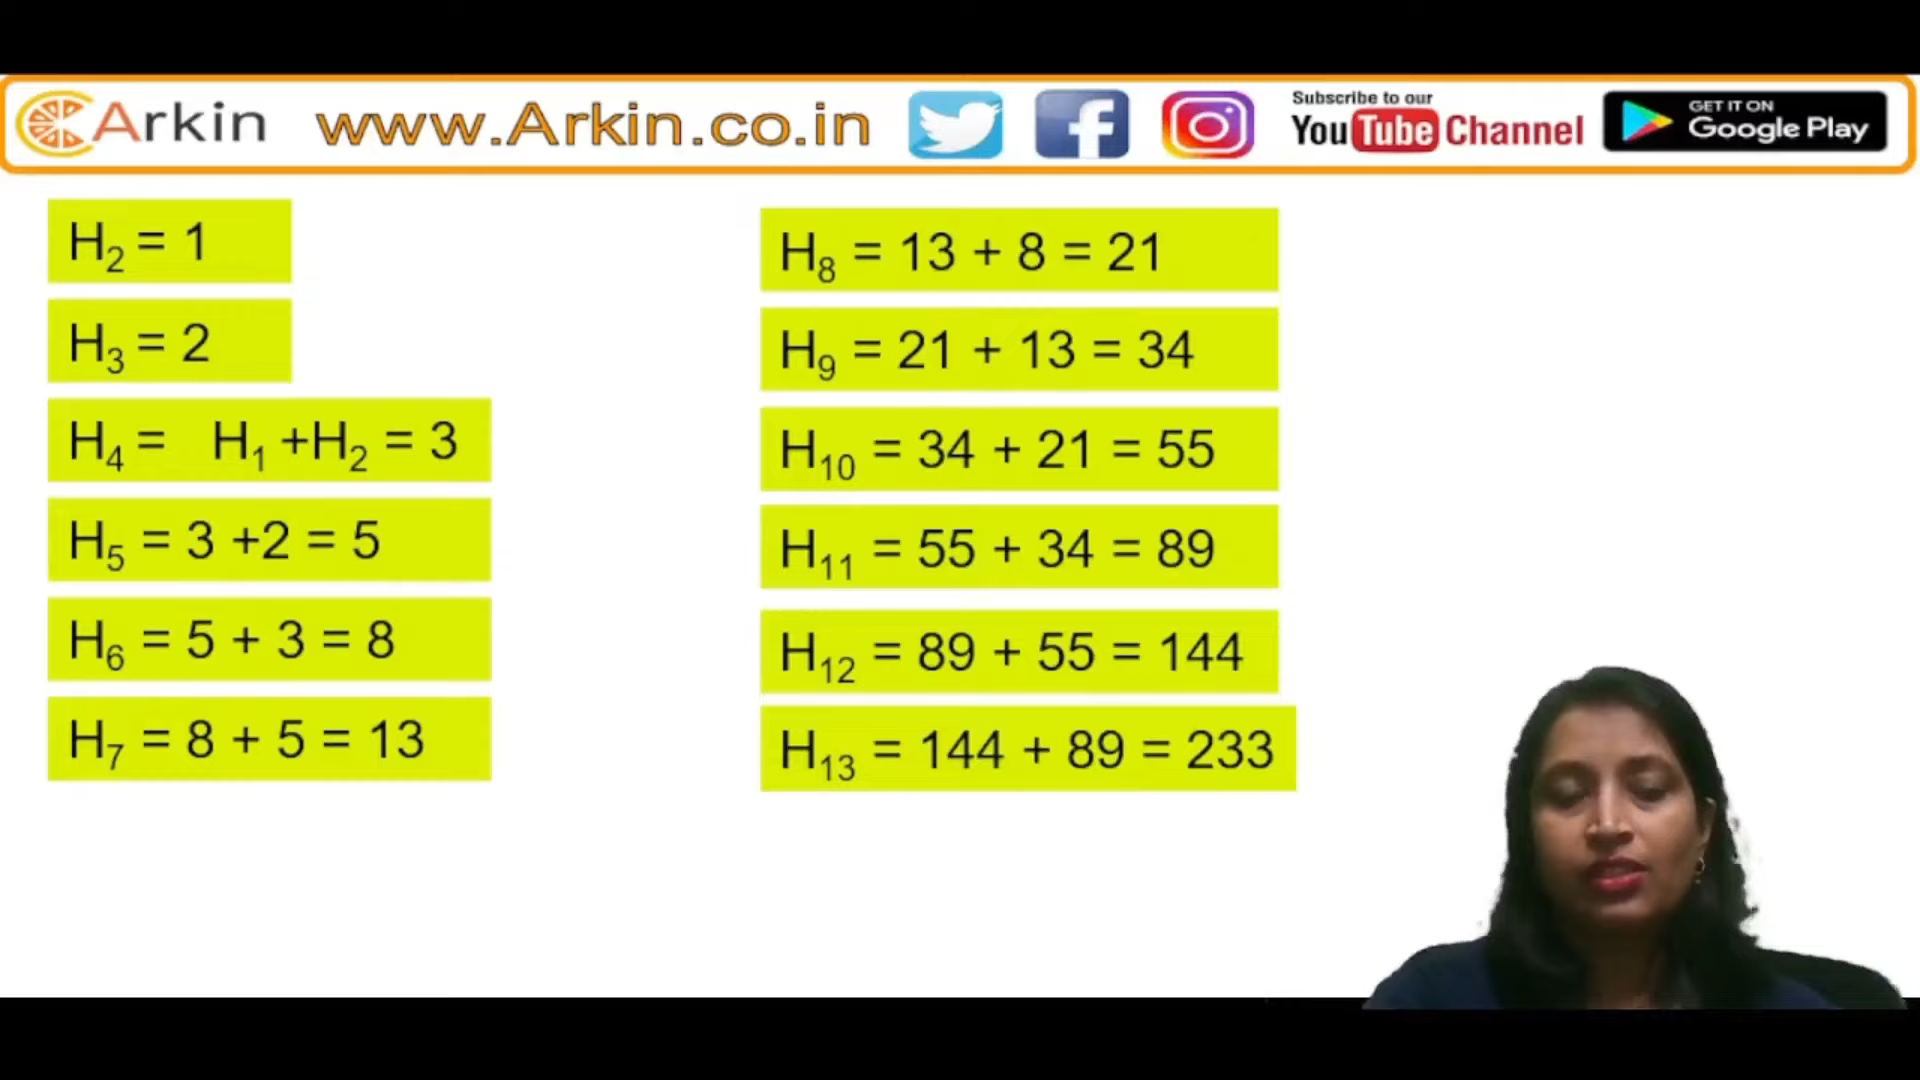 Arkin
www.Arkin.co.in
Subscribe to our
YouTube Channel
GET IT ON
Google Play
H2 = 1
H3 = 2
H4 = H1 +H2 = 3
H5 = 3 +2 = 5
H6 = 5 + 3 = 8
H7 = 8 + 5 = 13
H8 = 13 + 8 = 21
H9 = 21 + 13 = 34
H10 = 34 + 21 = 55
H11 = 55 + 34 = 89
H12 = 89 + 55 = 144
H13 = 144 + 89 = 233